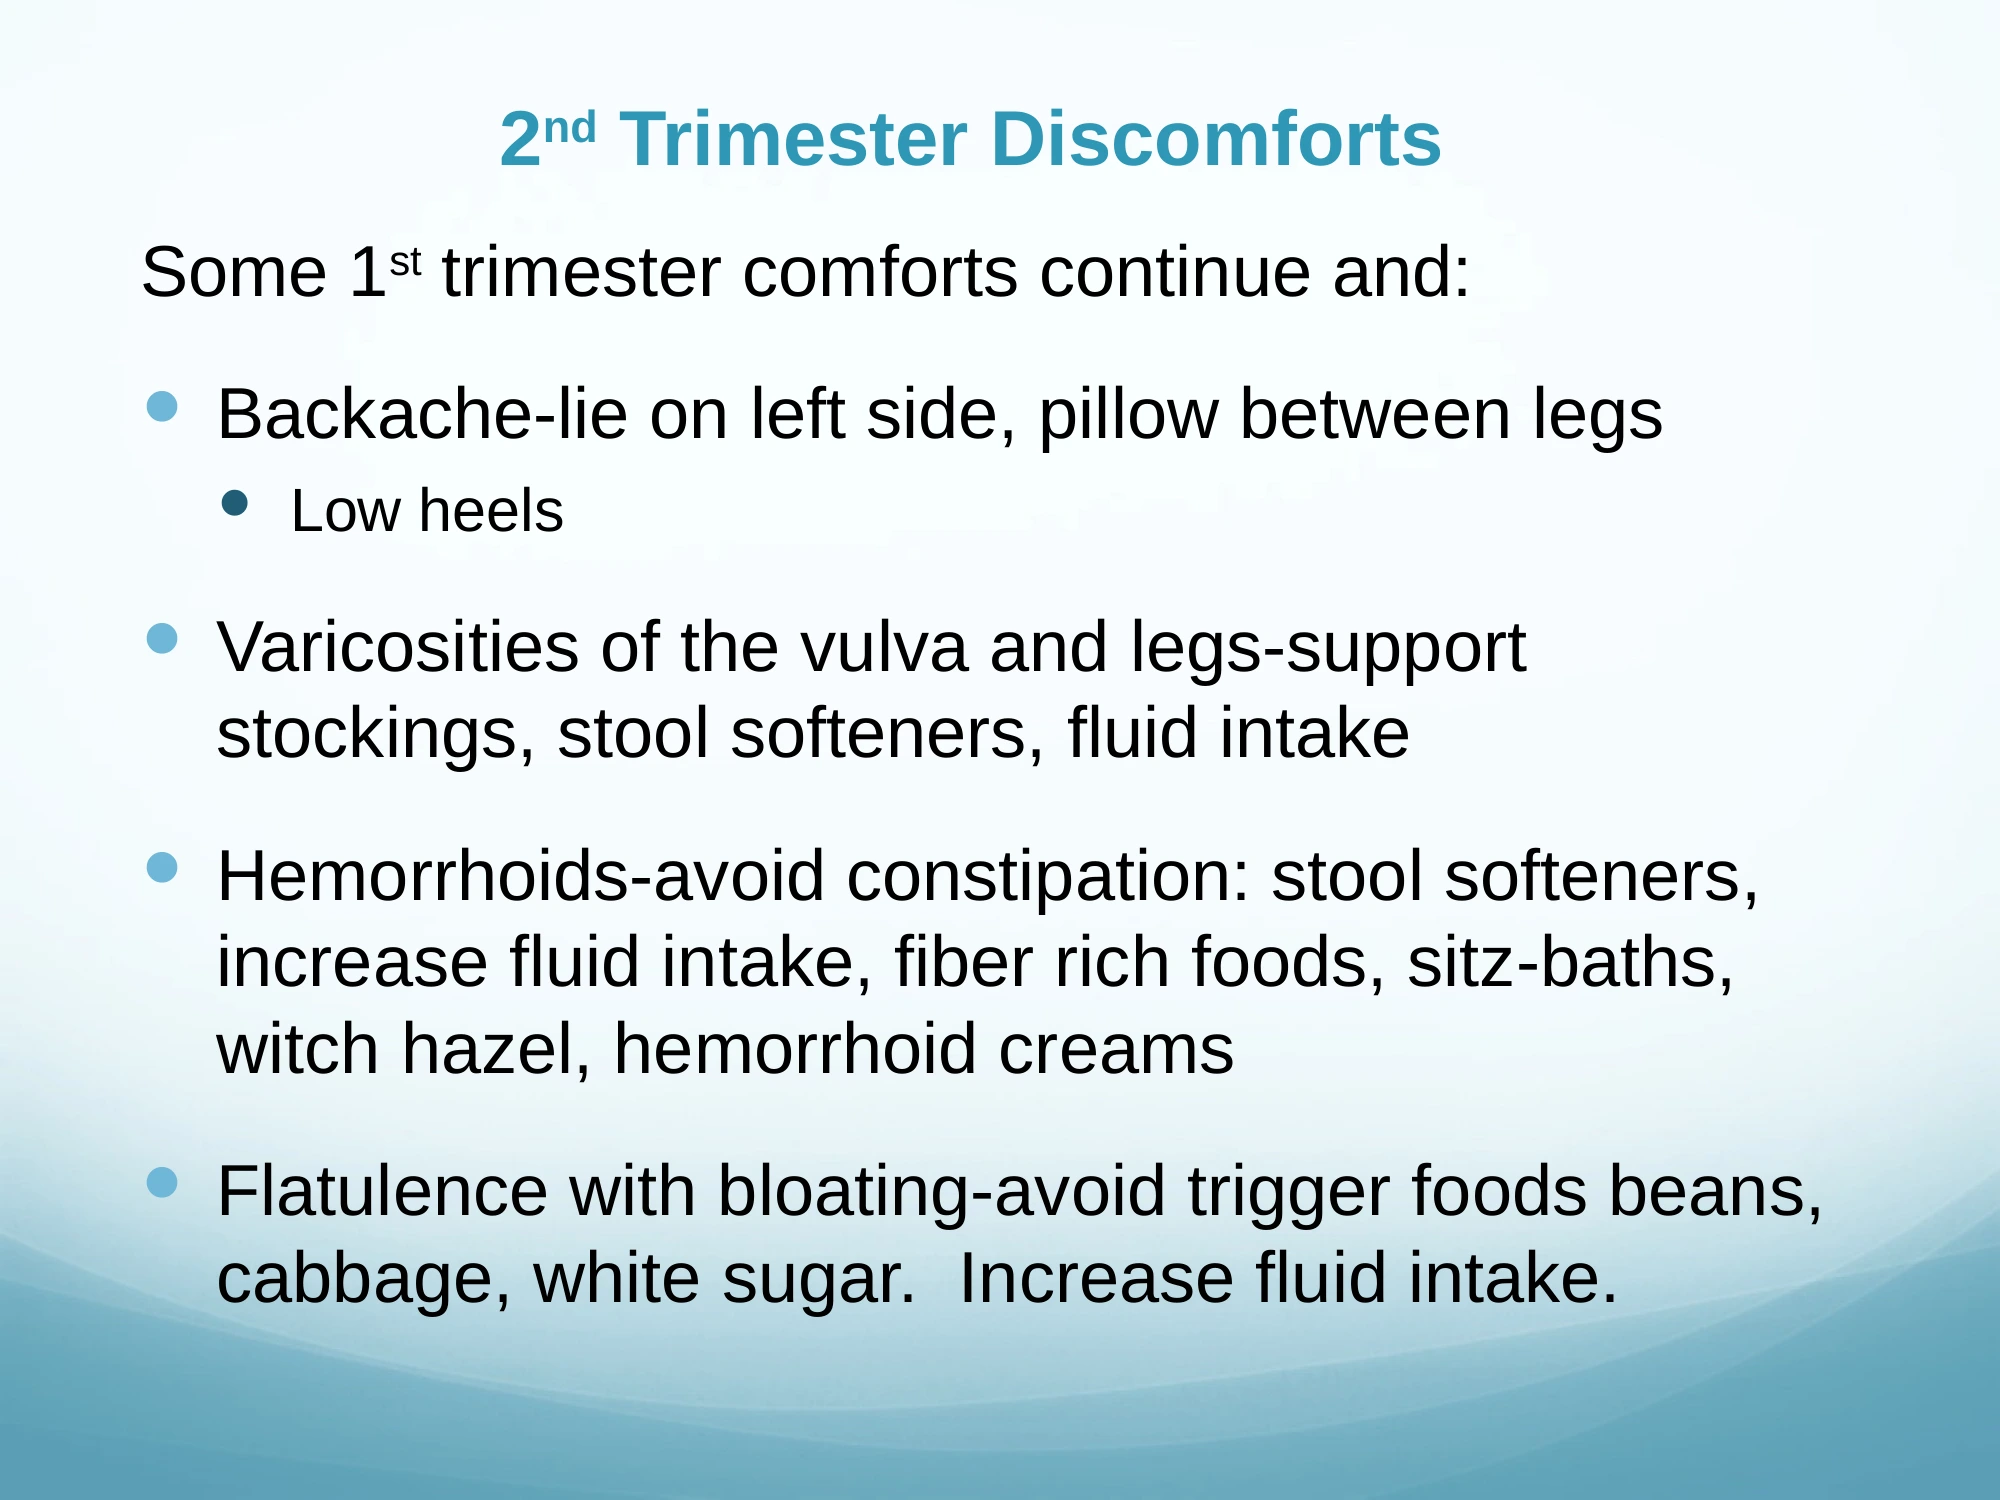 2nd Trimester Discomforts
Some 1st trimester comforts continue and:
• Backache-lie on left side, pillow between legs
• Low heels
• Varicosities of the vulva and legs-support
stockings, stool softeners, fluid intake
• Hemorrhoids-avoid constipation: stool softeners,
increase fluid intake, fiber rich foods, sitz-baths,
witch hazel, hemorrhoid creams
• Flatulence with bloating-avoid trigger foods beans,
cabbage, white sugar.  Increase fluid intake.